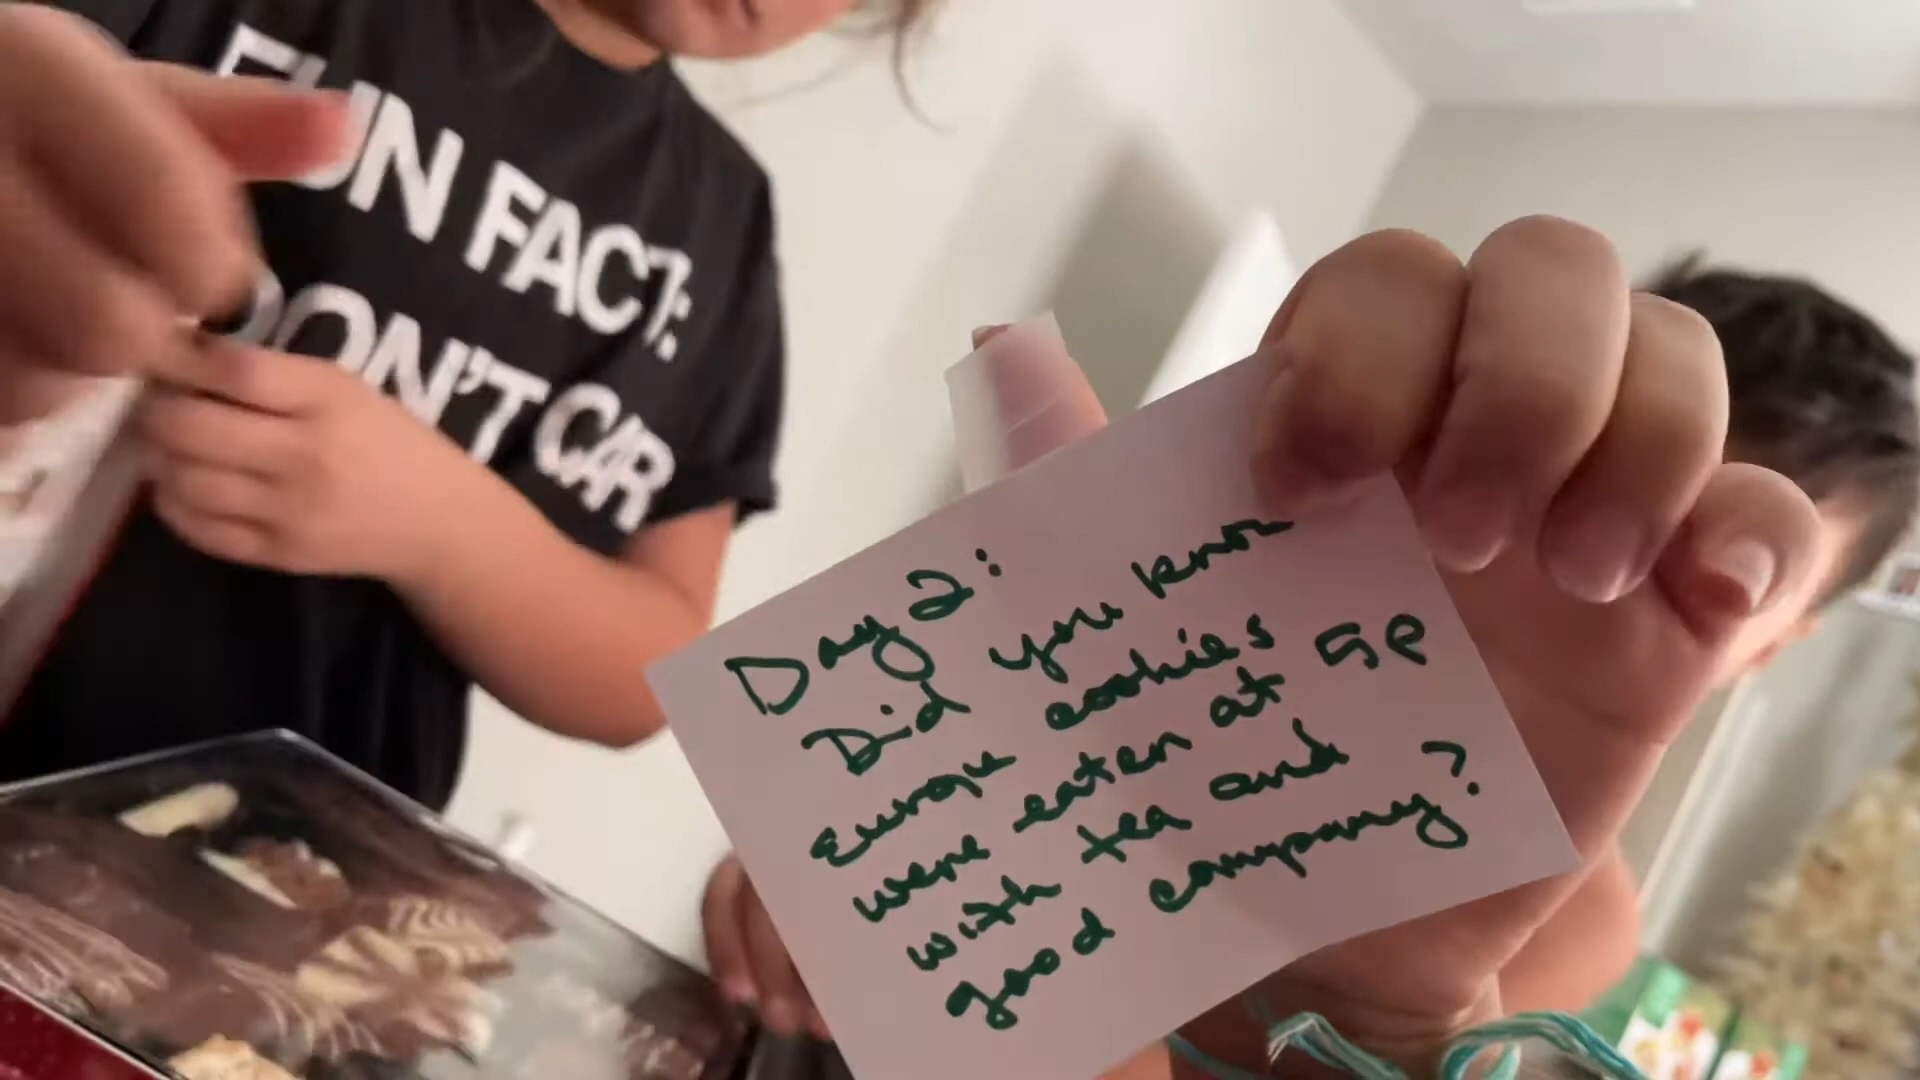 FUN FACT:
DON'T CAR
Day 2:
Did you know
Europe cookies
were eaten at 5P
with tea and
good company?